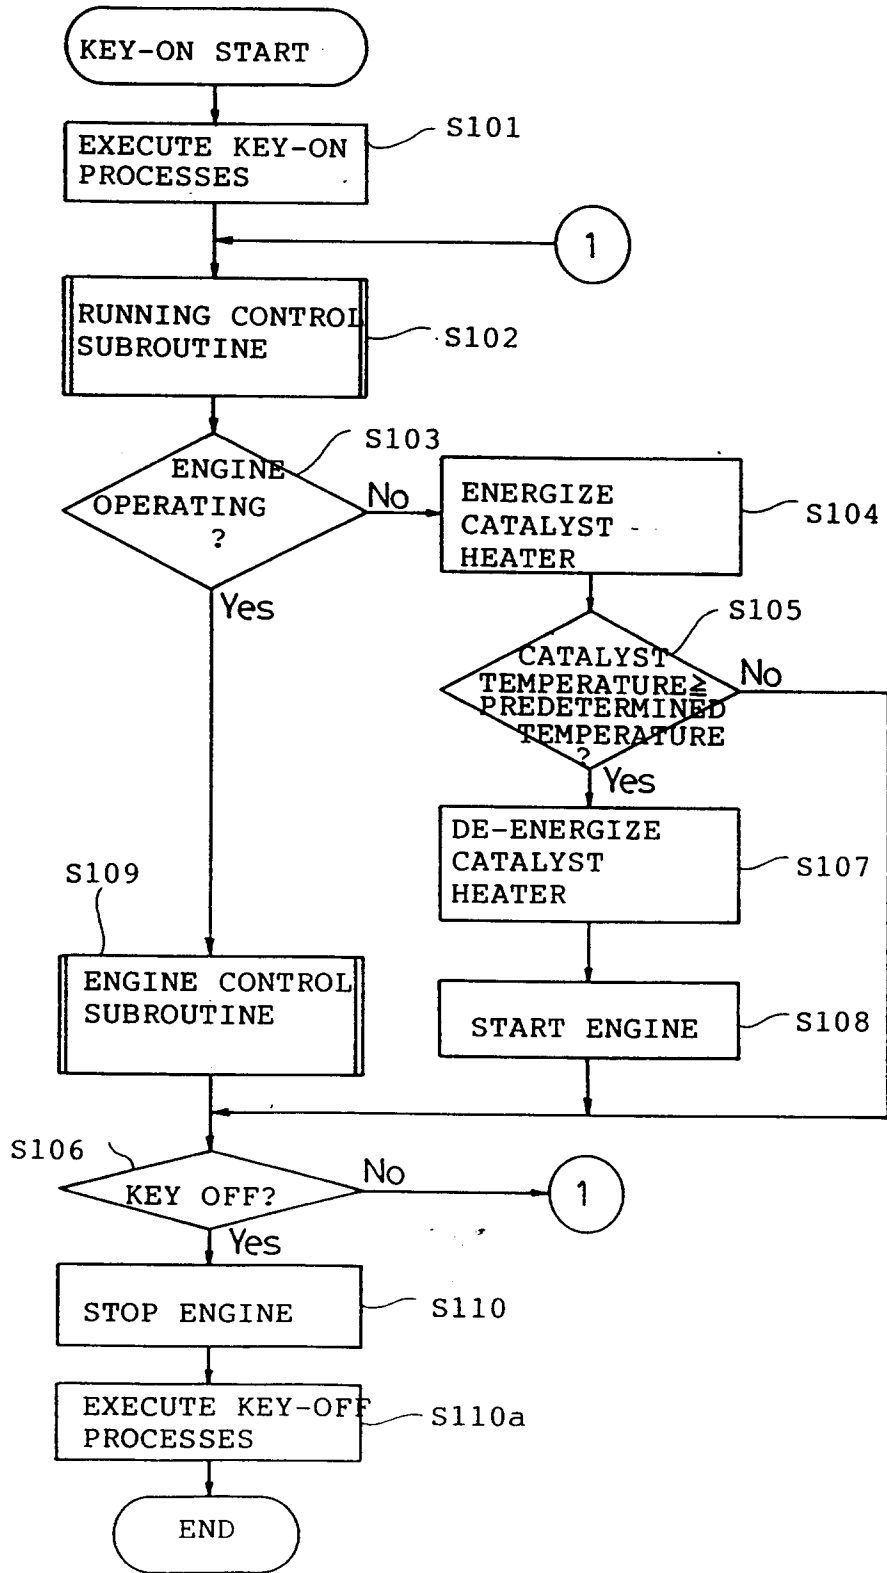 KEY-ON START
S101
EXECUTE KEY-ON
PROCESSES
1
RUNNING CONTROL
SUBROUTINE
S102
S103
ENGINE
OPERATING
?
No
Yes
ENERGIZE
CATALYST
HEATER
S104
S105
CATALYST
TEMPERATURE≧
PREDETERMINED
TEMPERATURE
?
No
Yes
DE-ENERGIZE
CATALYST
HEATER
S107
S109
ENGINE CONTROL
SUBROUTINE
START ENGINE
S108
S106
KEY OFF?
No
1
Yes
STOP ENGINE
S110
EXECUTE KEY-OFF
PROCESSES
S110a
END